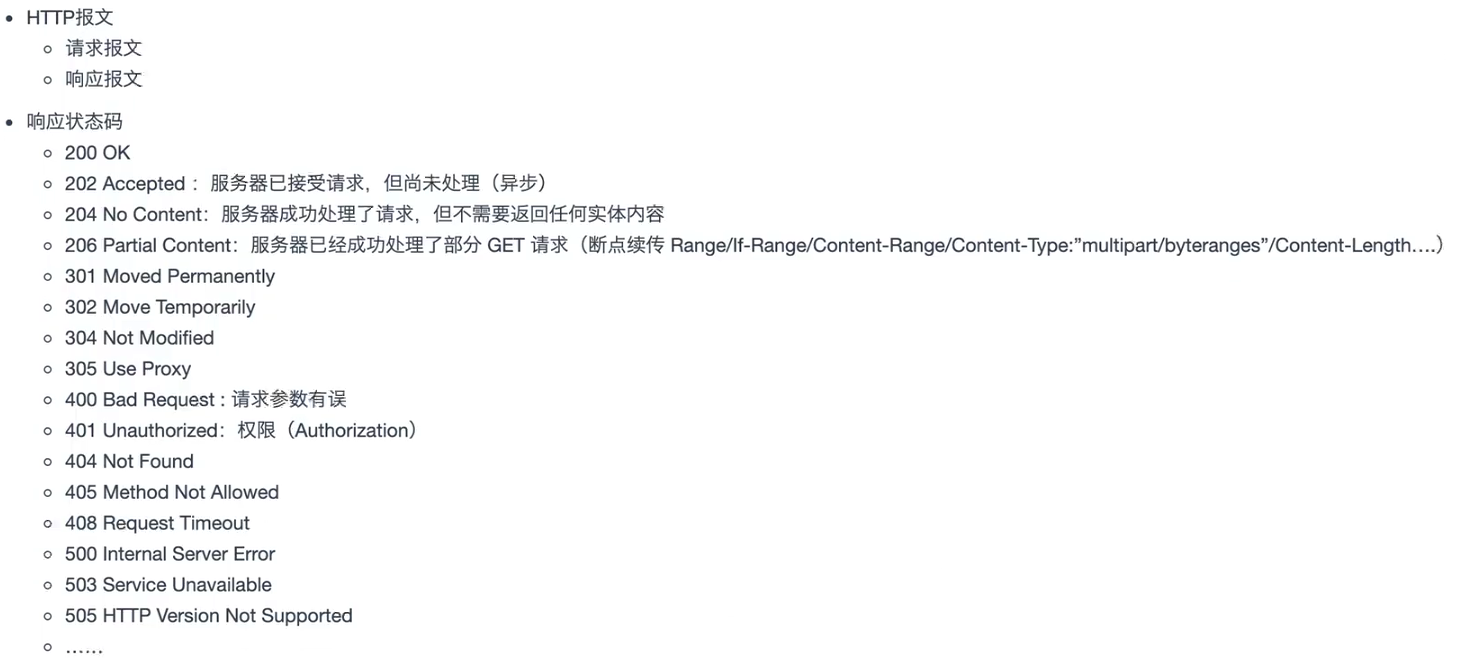 HTTP报文
请求报文
响应报文
响应状态码
200 OK
202 Accepted ：服务器已接受请求，但尚未处理（异步）
204 No Content：服务器成功处理了请求，但不需要返回任何实体内容
206 Partial Content：服务器已经成功处理了部分 GET 请求（断点续传 Range/If-Range/Content-Range/Content-Type:”multipart/byteranges”/Content-Length….）
301 Moved Permanently
302 Move Temporarily
304 Not Modified
305 Use Proxy
400 Bad Request : 请求参数有误
401 Unauthorized：权限（Authorization）
404 Not Found
405 Method Not Allowed
408 Request Timeout
500 Internal Server Error
503 Service Unavailable
505 HTTP Version Not Supported
……